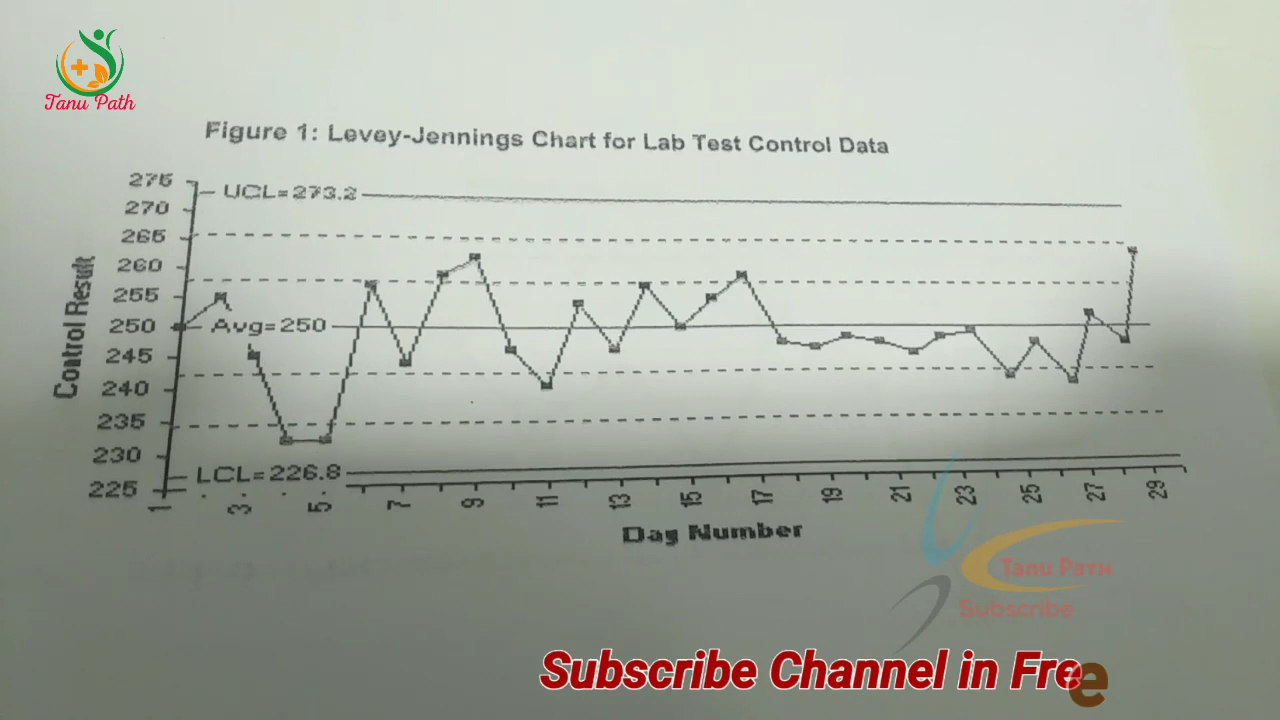 Tanu Path
Figure 1: Levey-Jennings Chart for Lab Test Control Data
275
UCL=273.2
270
265
260
255
250
Avg=250
245
240
235
230
LCL=226.8
225
Control Result
1
3
5
7
9
11
13
15
17
19
21
23
25
27
29
Day Number
Tanu Path
Subscribe
Subscribe Channel in Free